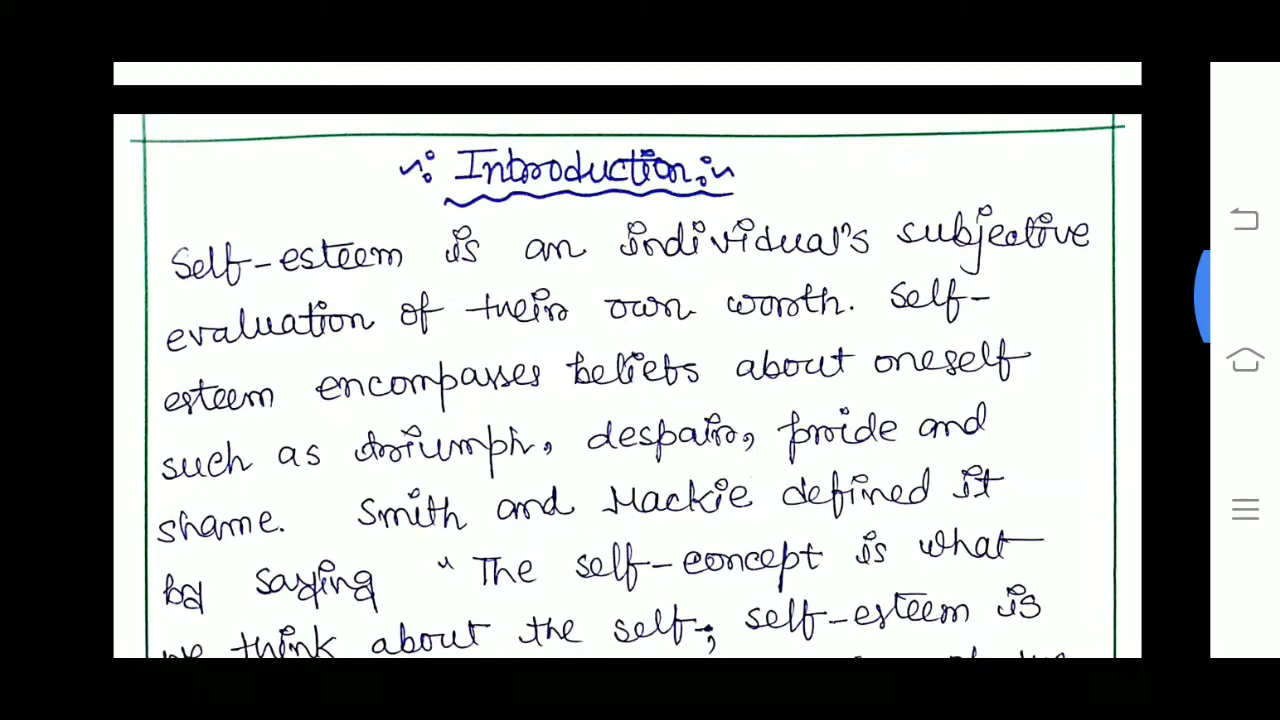 ~: Introduction :~
Self-esteem is an individual's subjective
evaluation of their own worth. Self-
esteem encompasses beliefs about oneself
such as triumph, despair, pride and
shame. Smith and Mackie defined it
by saying "The self-concept is what
we think about the self; self-esteem is